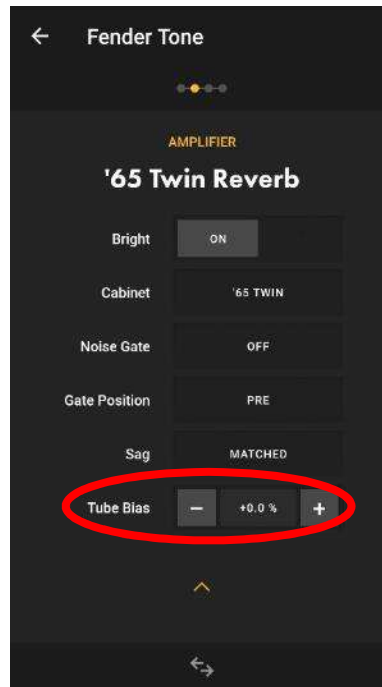 Fender Tone
AMPLIFIER
'65 Twin Reverb
Bright ON
Cabinet '65 TWIN
Noise Gate OFF
Gate Position PRE
Sag MATCHED
Tube Bias − +0.0 % +